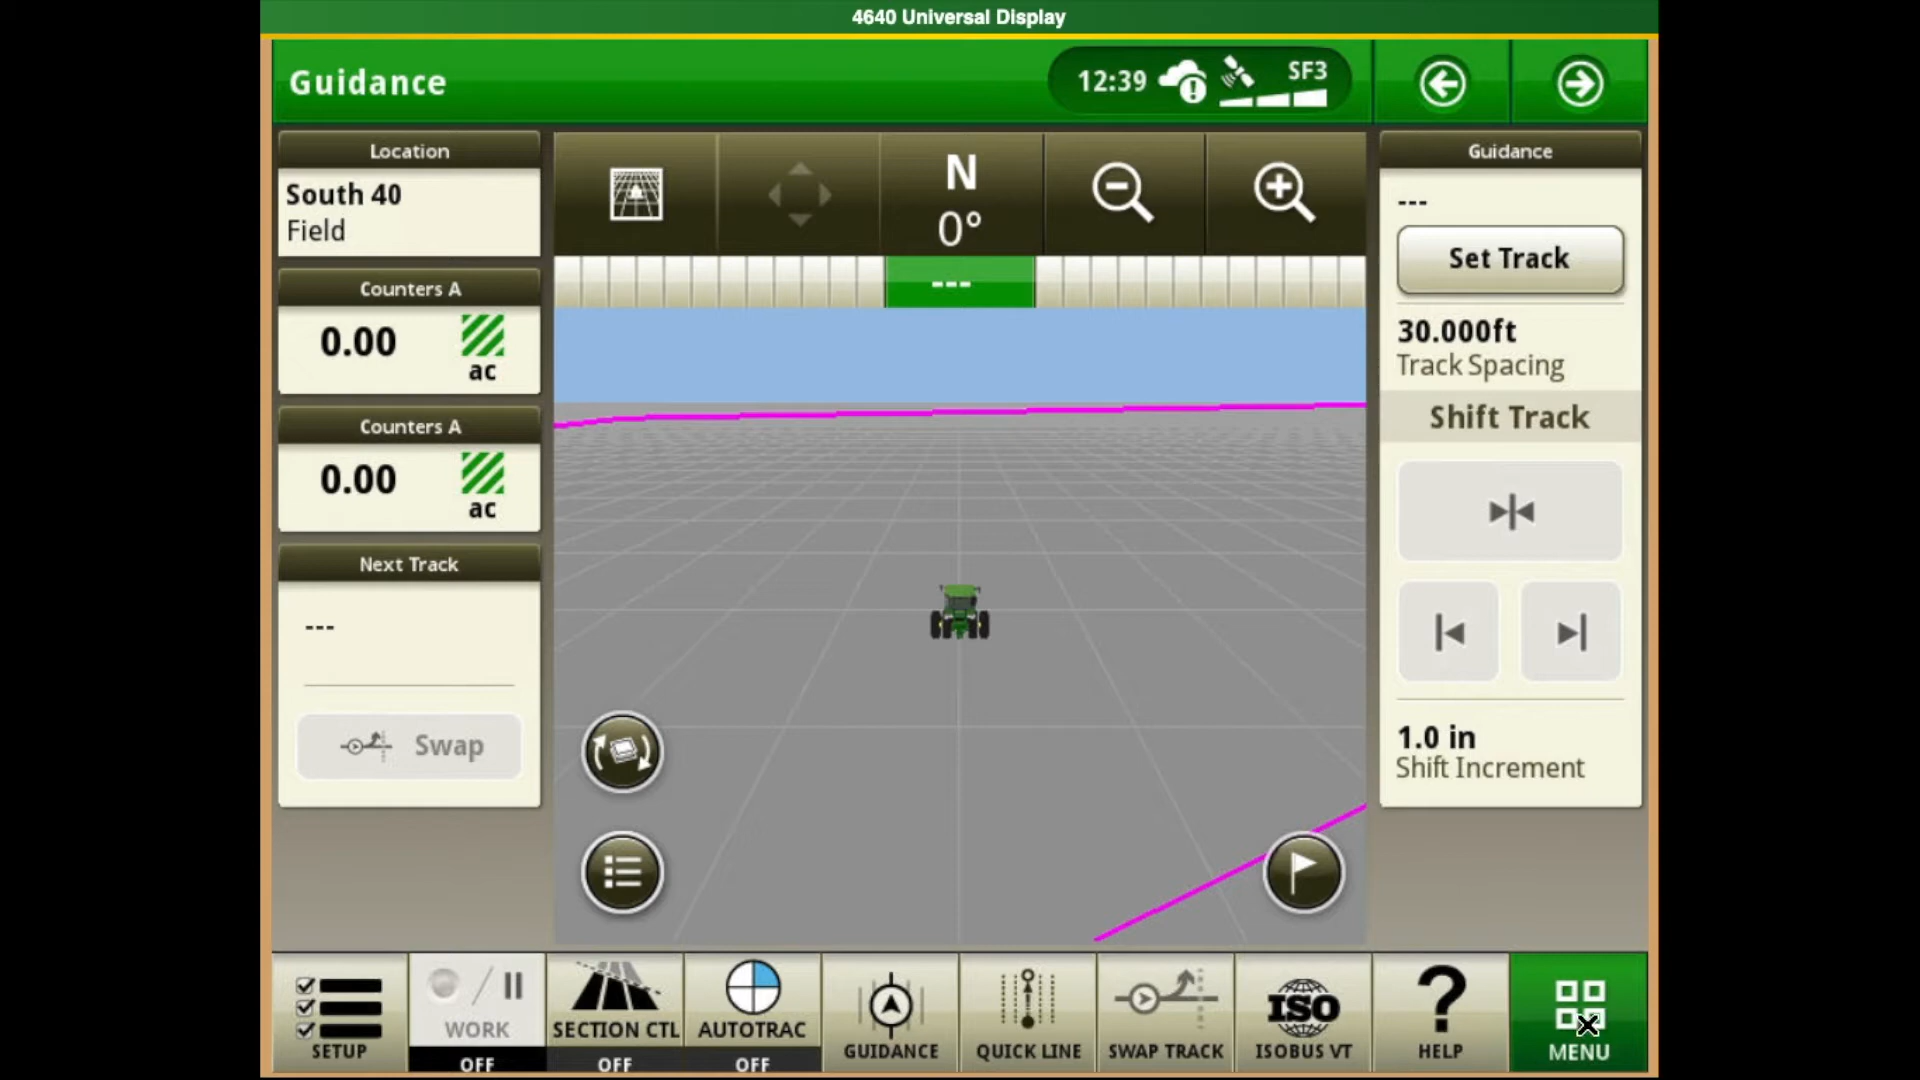 4640 Universal Display
Guidance
12:39
SF3
Location
South 40
Field
Counters A
0.00
ac
Counters A
0.00
ac
Next Track
---
Swap
N
0°
---
Guidance
---
Set Track
30.000ft
Track Spacing
Shift Track
1.0 in
Shift Increment
SETUP
WORK
OFF
SECTION CTL
OFF
AUTOTRAC
OFF
GUIDANCE
QUICK LINE
SWAP TRACK
ISO
ISOBUS VT
?
HELP
MENU